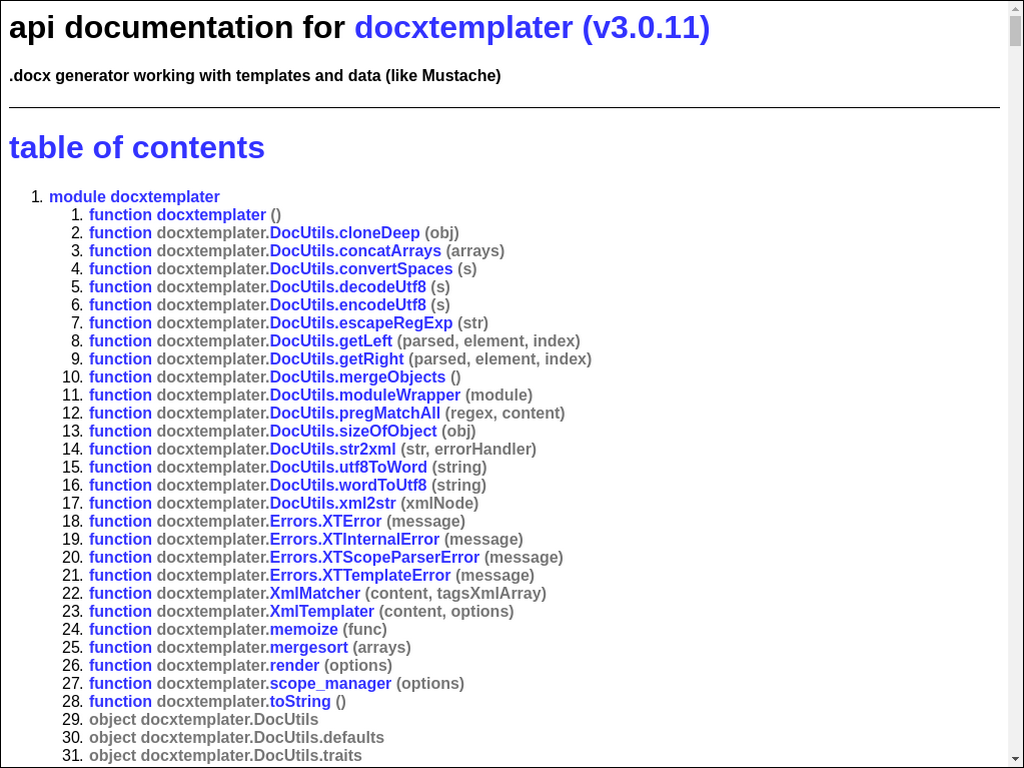 api documentation for docxtemplater (v3.0.11)
.docx generator working with templates and data (like Mustache)
table of contents
1. module docxtemplater
1. function docxtemplater ()
2. function docxtemplater.DocUtils.cloneDeep (obj)
3. function docxtemplater.DocUtils.concatArrays (arrays)
4. function docxtemplater.DocUtils.convertSpaces (s)
5. function docxtemplater.DocUtils.decodeUtf8 (s)
6. function docxtemplater.DocUtils.encodeUtf8 (s)
7. function docxtemplater.DocUtils.escapeRegExp (str)
8. function docxtemplater.DocUtils.getLeft (parsed, element, index)
9. function docxtemplater.DocUtils.getRight (parsed, element, index)
10. function docxtemplater.DocUtils.mergeObjects ()
11. function docxtemplater.DocUtils.moduleWrapper (module)
12. function docxtemplater.DocUtils.pregMatchAll (regex, content)
13. function docxtemplater.DocUtils.sizeOfObject (obj)
14. function docxtemplater.DocUtils.str2xml (str, errorHandler)
15. function docxtemplater.DocUtils.utf8ToWord (string)
16. function docxtemplater.DocUtils.wordToUtf8 (string)
17. function docxtemplater.DocUtils.xml2str (xmlNode)
18. function docxtemplater.Errors.XTError (message)
19. function docxtemplater.Errors.XTInternalError (message)
20. function docxtemplater.Errors.XTScopeParserError (message)
21. function docxtemplater.Errors.XTTemplateError (message)
22. function docxtemplater.XmlMatcher (content, tagsXmlArray)
23. function docxtemplater.XmlTemplater (content, options)
24. function docxtemplater.memoize (func)
25. function docxtemplater.mergesort (arrays)
26. function docxtemplater.render (options)
27. function docxtemplater.scope_manager (options)
28. function docxtemplater.toString ()
29. object docxtemplater.DocUtils
30. object docxtemplater.DocUtils.defaults
31. object docxtemplater.DocUtils.traits